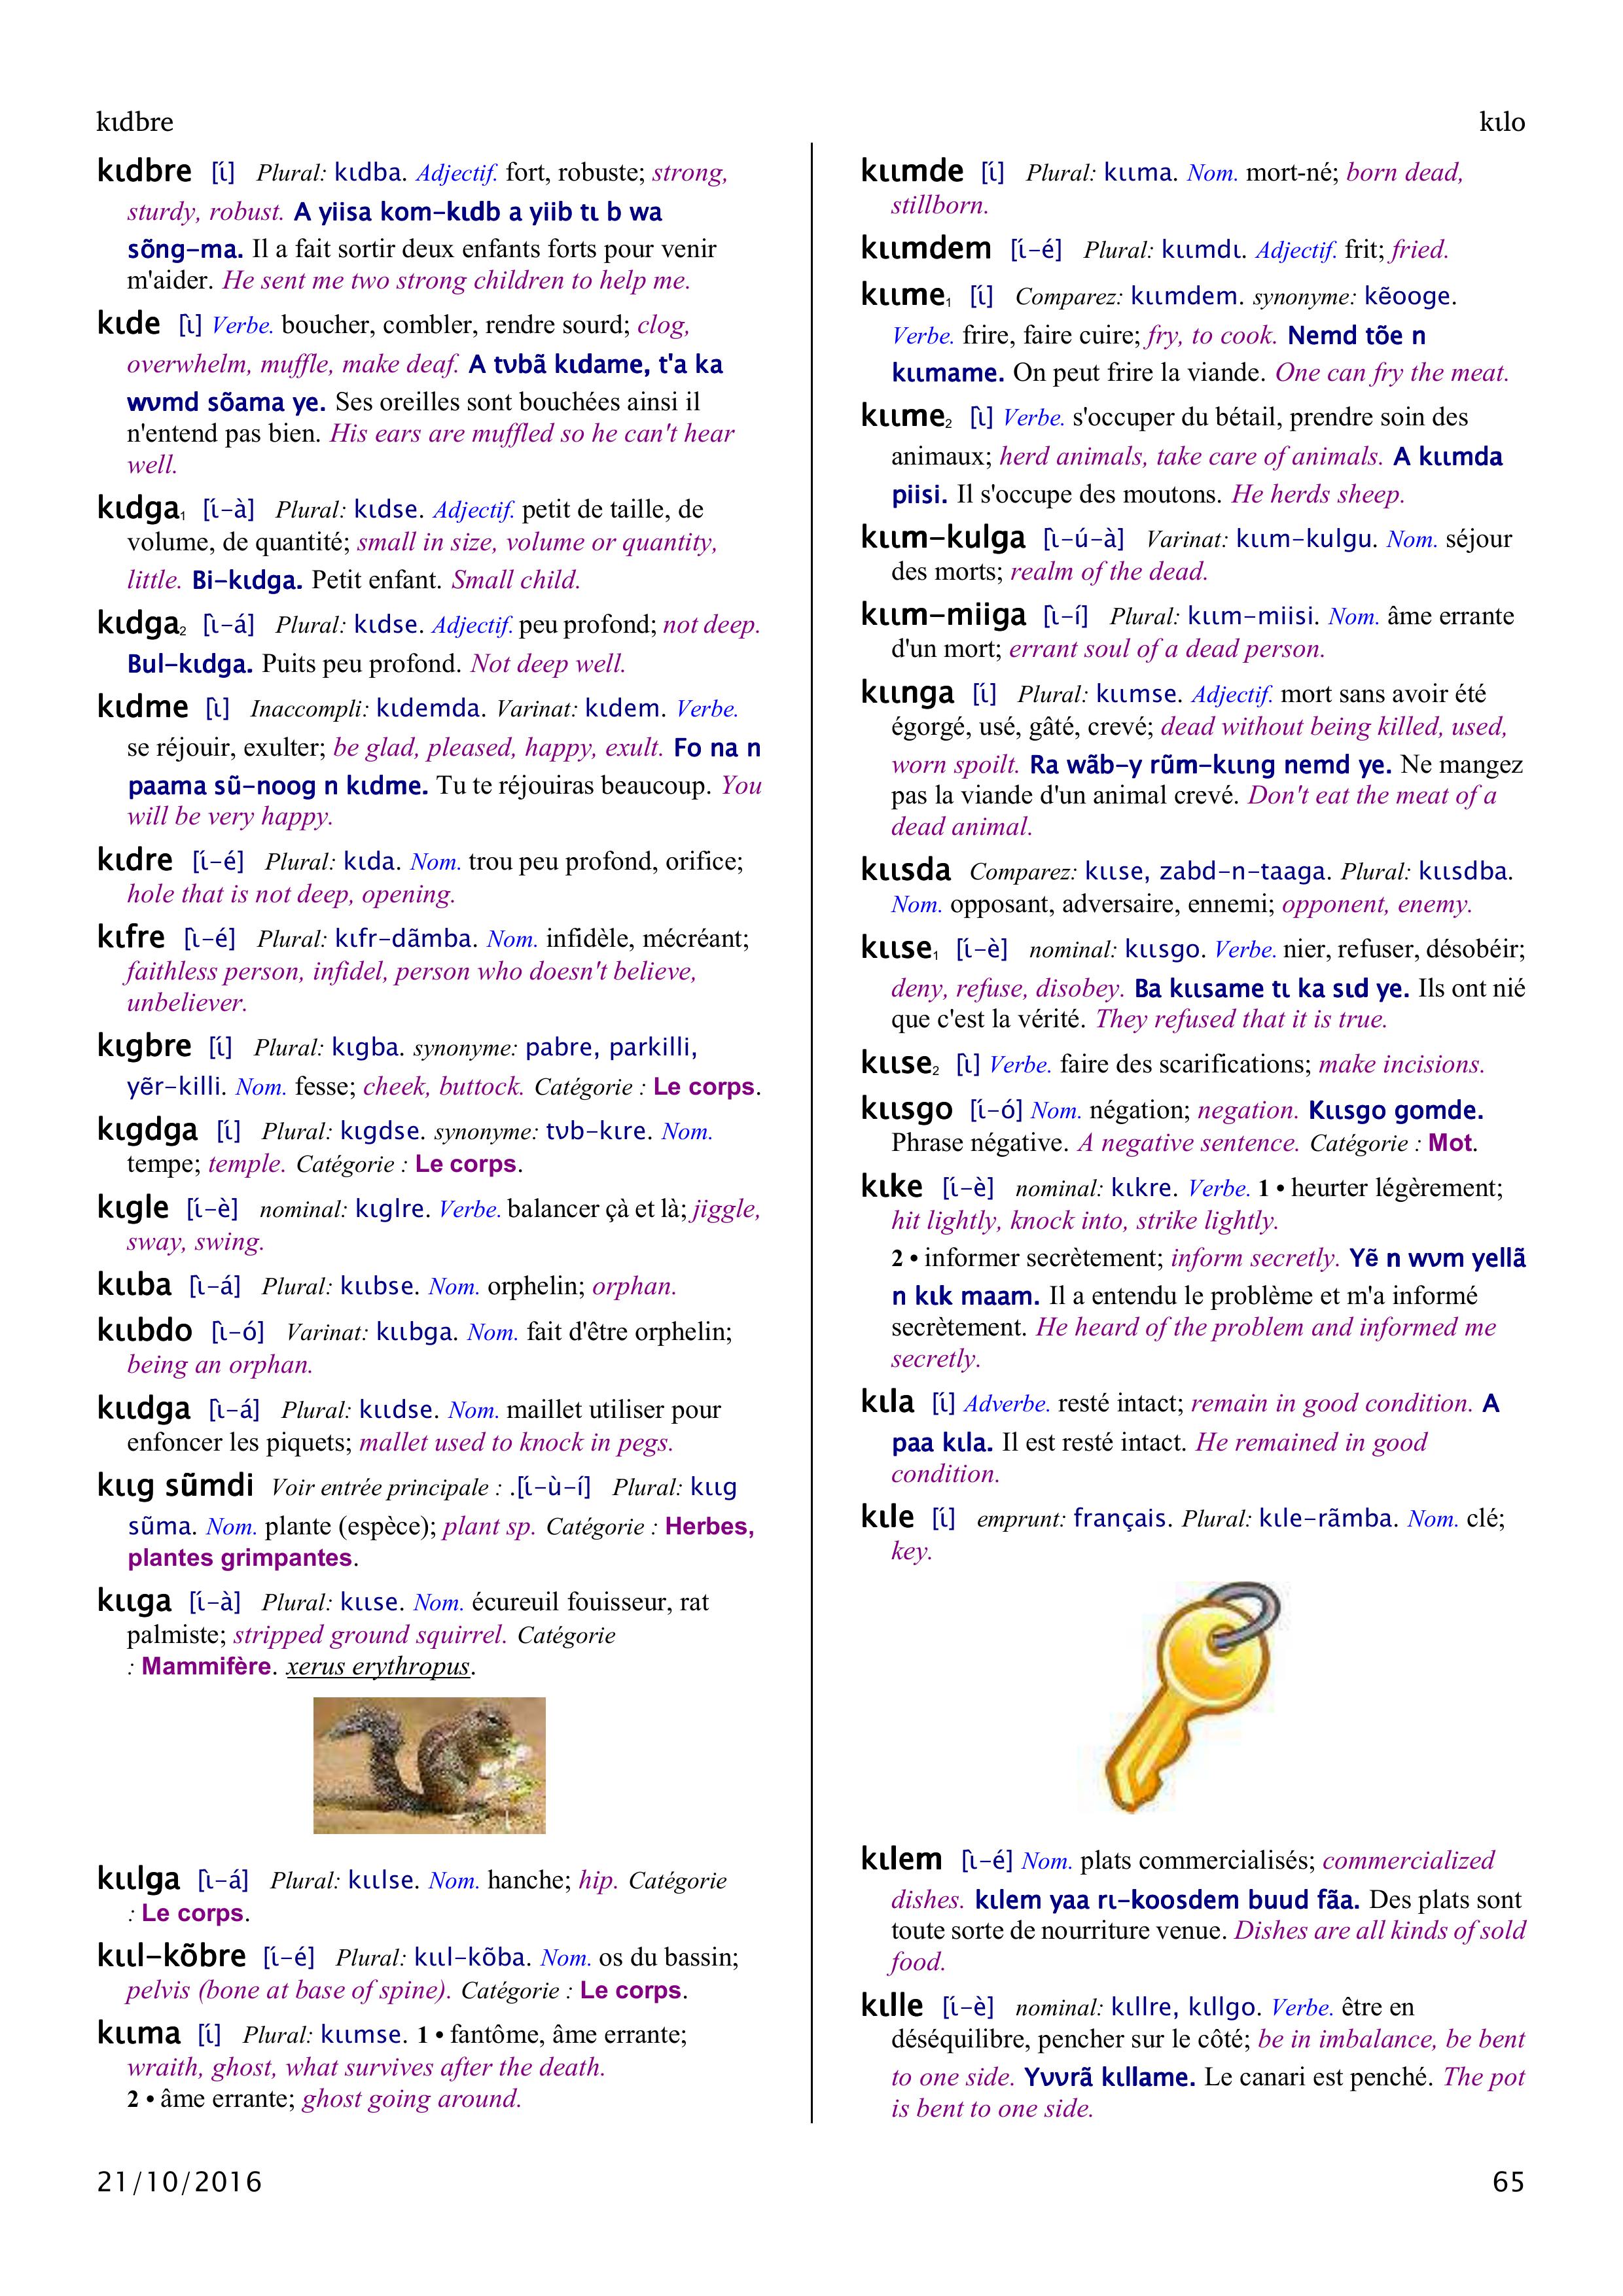 kɩdbre
kɩlo
kɩdbre [ɩ́] Plural: kɩdba. Adjectif. fort, robuste; strong,
sturdy, robust. A yiisa kom-kɩdb a yiib tɩ b wa
sõng-ma. Il a fait sortir deux enfants forts pour venir
m'aider. He sent me two strong children to help me.
kɩde [ɩ̀] Verbe. boucher, combler, rendre sourd; clog,
overwhelm, muffle, make deaf. A tʋbã kɩdame, t'a ka
wʋmd sõama ye. Ses oreilles sont bouchées ainsi il
n'entend pas bien. His ears are muffled so he can't hear
well.
kɩdga₁ [ɩ́-à] Plural: kɩdse. Adjectif. petit de taille, de
volume, de quantité; small in size, volume or quantity,
little. Bi-kɩdga. Petit enfant. Small child.
kɩdga₂ [ɩ̀-á] Plural: kɩdse. Adjectif. peu profond; not deep.
Bul-kɩdga. Puits peu profond. Not deep well.
kɩdme [ɩ̀] Inaccompli: kɩdemda. Varinat: kɩdem. Verbe.
se réjouir, exulter; be glad, pleased, happy, exult. Fo na n
paama sũ-noog n kɩdme. Tu te réjouiras beaucoup. You
will be very happy.
kɩdre [ɩ́-é] Plural: kɩda. Nom. trou peu profond, orifice;
hole that is not deep, opening.
kɩfre [ɩ̀-é] Plural: kɩfr-dãmba. Nom. infidèle, mécréant;
faithless person, infidel, person who doesn't believe,
unbeliever.
kɩgbre [ɩ́] Plural: kɩgba. synonyme: pabre, parkilli,
yẽr-killi. Nom. fesse; cheek, buttock. Catégorie : Le corps.
kɩgdga [ɩ́] Plural: kɩgdse. synonyme: tʋb-kɩre. Nom.
tempe; temple. Catégorie : Le corps.
kɩgle [ɩ́-è] nominal: kɩglre. Verbe. balancer çà et là; jiggle,
sway, swing.
kɩɩba [ɩ̀-á] Plural: kɩɩbse. Nom. orphelin; orphan.
kɩɩbdo [ɩ̀-ó] Varinat: kɩɩbga. Nom. fait d'être orphelin;
being an orphan.
kɩɩdga [ɩ̀-á] Plural: kɩɩdse. Nom. maillet utiliser pour
enfoncer les piquets; mallet used to knock in pegs.
kɩɩg sũmdi Voir entrée principale : .[ɩ́-ù-í] Plural: kɩɩg
sũma. Nom. plante (espèce); plant sp. Catégorie : Herbes,
plantes grimpantes.
kɩɩga [ɩ́-à] Plural: kɩɩse. Nom. écureuil fouisseur, rat
palmiste; stripped ground squirrel. Catégorie
: Mammifère. xerus erythropus.
kɩɩlga [ɩ̀-á] Plural: kɩɩlse. Nom. hanche; hip. Catégorie
: Le corps.
kɩɩl-kõbre [ɩ́-é] Plural: kɩɩl-kõba. Nom. os du bassin;
pelvis (bone at base of spine). Catégorie : Le corps.
kɩɩma [ɩ́] Plural: kɩɩmse. 1 • fantôme, âme errante;
wraith, ghost, what survives after the death.
2 • âme errante; ghost going around.
kɩɩmde [ɩ́] Plural: kɩɩma. Nom. mort-né; born dead,
stillborn.
kɩɩmdem [ɩ́-é] Plural: kɩɩmdɩ. Adjectif. frit; fried.
kɩɩme₁ [ɩ́] Comparez: kɩɩmdem. synonyme: kẽooge.
Verbe. frire, faire cuire; fry, to cook. Nemd tõe n
kɩɩmame. On peut frire la viande. One can fry the meat.
kɩɩme₂ [ɩ̀] Verbe. s'occuper du bétail, prendre soin des
animaux; herd animals, take care of animals. A kɩɩmda
piisi. Il s'occupe des moutons. He herds sheep.
kɩɩm-kulga [ɩ̀-ú-à] Varinat: kɩɩm-kulgu. Nom. séjour
des morts; realm of the dead.
kɩɩm-miiga [ɩ̀-í] Plural: kɩɩm-miisi. Nom. âme errante
d'un mort; errant soul of a dead person.
kɩɩnga [ɩ́] Plural: kɩɩmse. Adjectif. mort sans avoir été
égorgé, usé, gâté, crevé; dead without being killed, used,
worn spoilt. Ra wãb-y rũm-kɩɩng nemd ye. Ne mangez
pas la viande d'un animal crevé. Don't eat the meat of a
dead animal.
kɩɩsda Comparez: kɩɩse, zabd-n-taaga. Plural: kɩɩsdba.
Nom. opposant, adversaire, ennemi; opponent, enemy.
kɩɩse₁ [ɩ́-è] nominal: kɩɩsgo. Verbe. nier, refuser, désobéir;
deny, refuse, disobey. Ba kɩɩsame tɩ ka sɩd ye. Ils ont nié
que c'est la vérité. They refused that it is true.
kɩɩse₂ [ɩ̀] Verbe. faire des scarifications; make incisions.
kɩɩsgo [ɩ́-ó] Nom. négation; negation. Kɩɩsgo gomde.
Phrase négative. A negative sentence. Catégorie : Mot.
kɩke [ɩ́-è] nominal: kɩkre. Verbe. 1 • heurter légèrement;
hit lightly, knock into, strike lightly.
2 • informer secrètement; inform secretly. Yẽ n wʋm yellã
n kɩk maam. Il a entendu le problème et m'a informé
secrètement. He heard of the problem and informed me
secretly.
kɩla [ɩ́] Adverbe. resté intact; remain in good condition. A
paa kɩla. Il est resté intact. He remained in good
condition.
kɩle [ɩ́] emprunt: français. Plural: kɩle-rãmba. Nom. clé;
key.
kɩlem [ɩ̀-é] Nom. plats commercialisés; commercialized
dishes. kɩlem yaa rɩ-koosdem buud fãa. Des plats sont
toute sorte de nourriture venue. Dishes are all kinds of sold
food.
kɩlle [ɩ́-è] nominal: kɩllre, kɩllgo. Verbe. être en
déséquilibre, pencher sur le côté; be in imbalance, be bent
to one side. Yʋʋrã kɩllame. Le canari est penché. The pot
is bent to one side.
21/10/2016
65